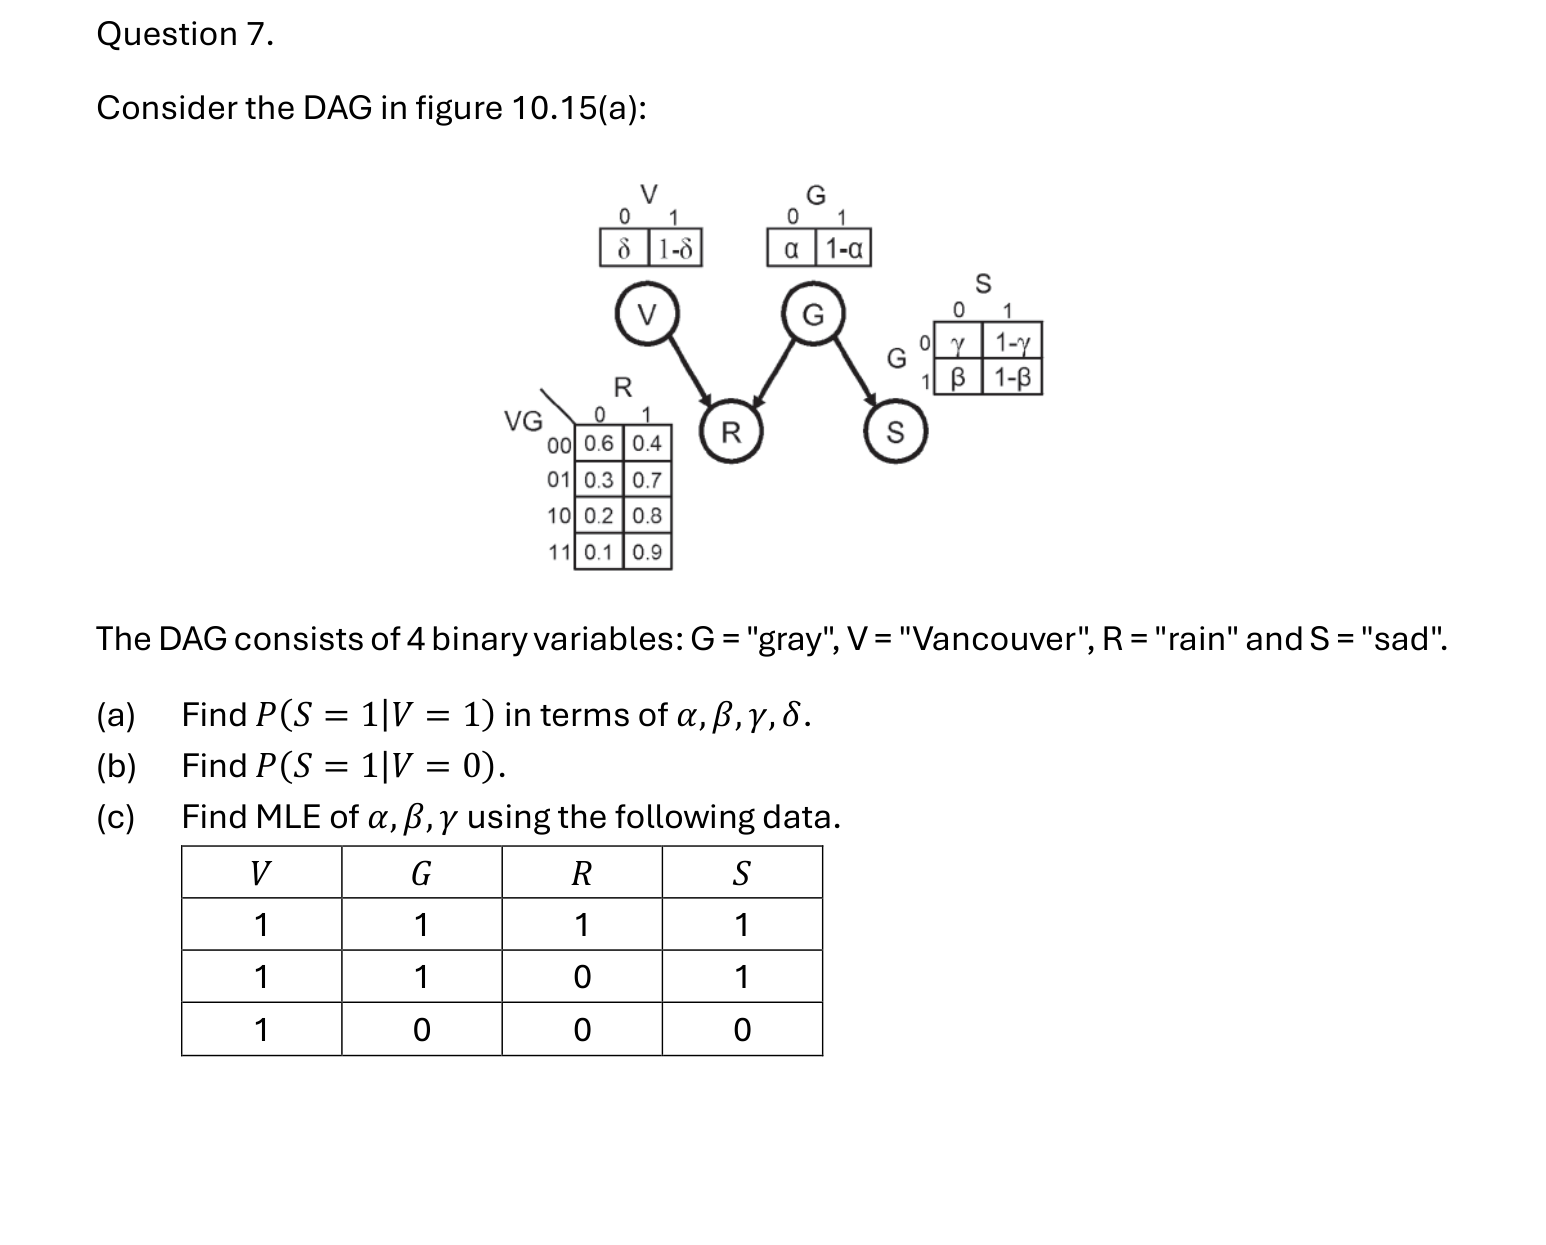 Question 7.
Consider the DAG in figure 10.15(a):
V
0 1
δ 1-δ
G
0 1
α 1-α
V
G
S
0 1
G 0 γ 1-γ
1 β 1-β
R
VG 0 1
00 0.6 0.4
01 0.3 0.7
10 0.2 0.8
11 0.1 0.9
R
S
The DAG consists of 4 binary variables: G = "gray", V = "Vancouver", R = "rain" and S = "sad".
(a) Find P(S = 1|V = 1) in terms of α, β, γ, δ.
(b) Find P(S = 1|V = 0).
(c) Find MLE of α, β, γ using the following data.
V G R S
1 1 1 1
1 1 0 1
1 0 0 0